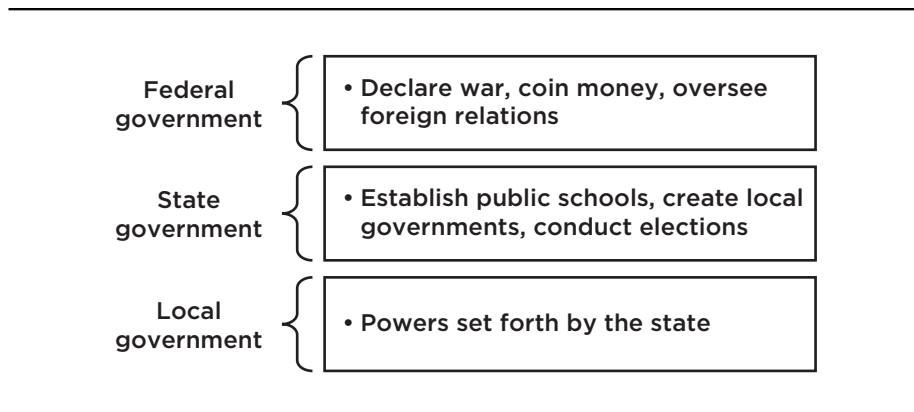 Federal
government
• Declare war, coin money, oversee
foreign relations
State
government
• Establish public schools, create local
governments, conduct elections
Local
government
• Powers set forth by the state